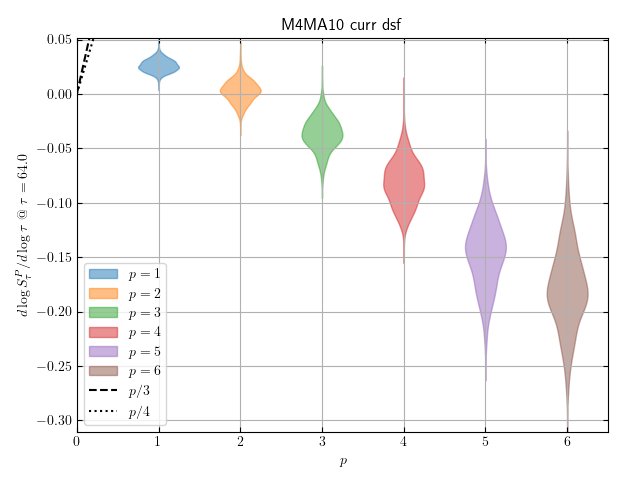 M4MA10 curr dsf
d log S_τ^P / d log τ @ τ = 64.0
0.05
0.00
−0.05
−0.10
−0.15
−0.20
−0.25
−0.30
p = 1
p = 2
p = 3
p = 4
p = 5
p = 6
p/3
p/4
0 1 2 3 4 5 6
p